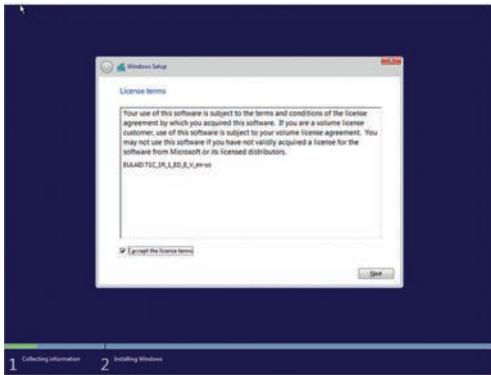 Windows Setup
License terms
Your use of this software is subject to the terms and conditions of the license
agreement by which you acquired this software. If you are a volume license
customer, use of this software is subject to your volume license agreement. You
may not use this software if you have not validly acquired a license for the
software from Microsoft or its licensed distributors.
I accept the license terms
Next
1 Collecting information
2 Installing Windows